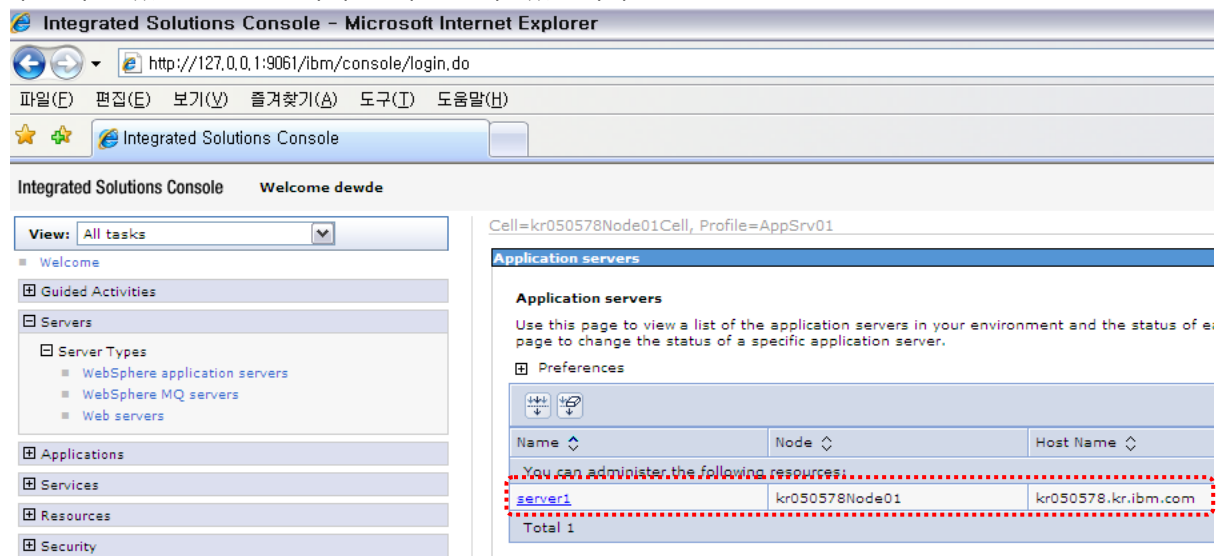 Integrated Solutions Console - Microsoft Internet Explorer
http://127.0.0.1:9061/ibm/console/login.do
파일(F) 편집(E) 보기(V) 즐겨찾기(A) 도구(T) 도움말(H)
Integrated Solutions Console
Integrated Solutions Console Welcome dewde
View: All tasks
Welcome
Guided Activities
Servers
Server Types
WebSphere application servers
WebSphere MQ servers
Web servers
Applications
Services
Resources
Security
Cell=kr050578Node01Cell, Profile=AppSrv01
Application servers
Application servers
Use this page to view a list of the application servers in your environment and the status of
page to change the status of a specific application server.
Preferences
Name Node Host Name
You can administer the following resources:
server1 kr050578Node01 kr050578.kr.ibm.com
Total 1